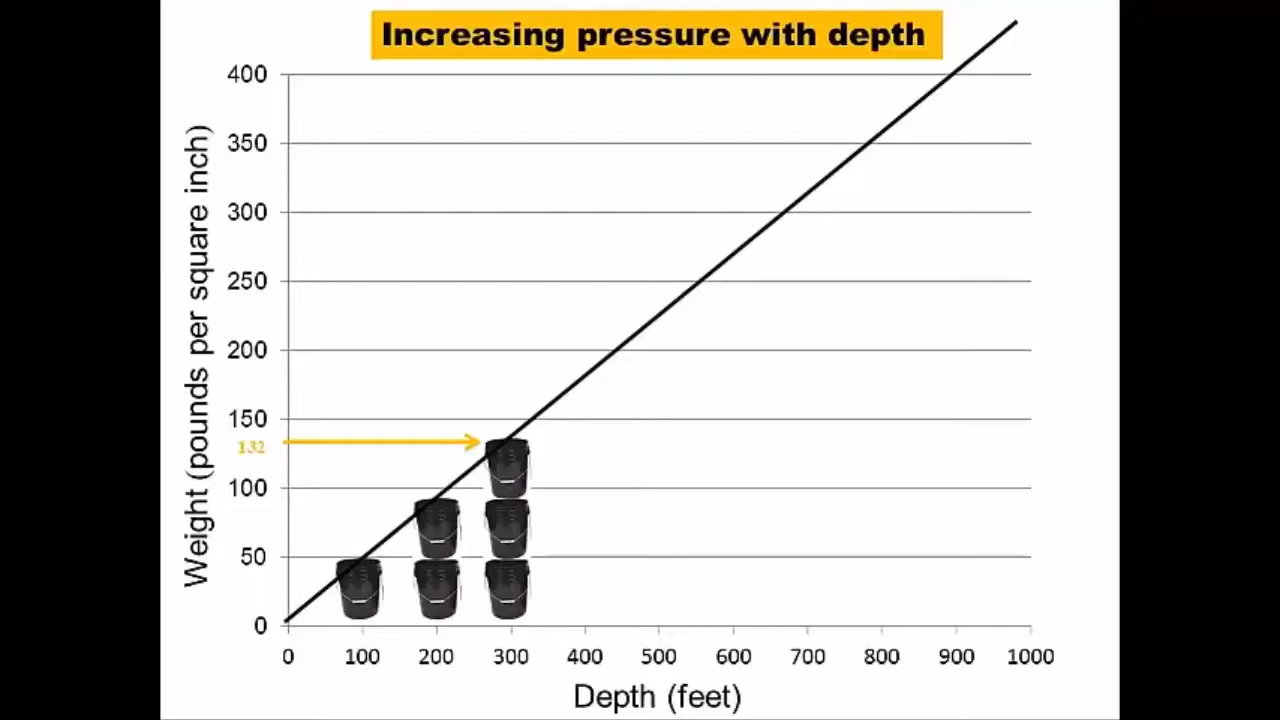 Increasing pressure with depth
Weight (pounds per square inch)
400
350
300
250
200
150
132
100
50
0
0 100 200 300 400 500 600 700 800 900 1000
Depth (feet)